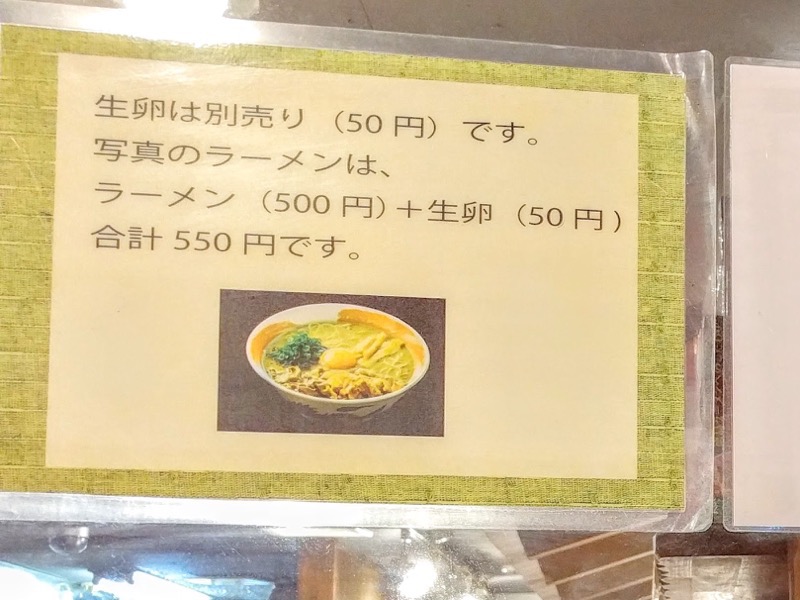 生卵は別売り（50 円）です。
写真のラーメンは、
ラーメン（500 円）＋生卵（50 円）
合計 550 円です。